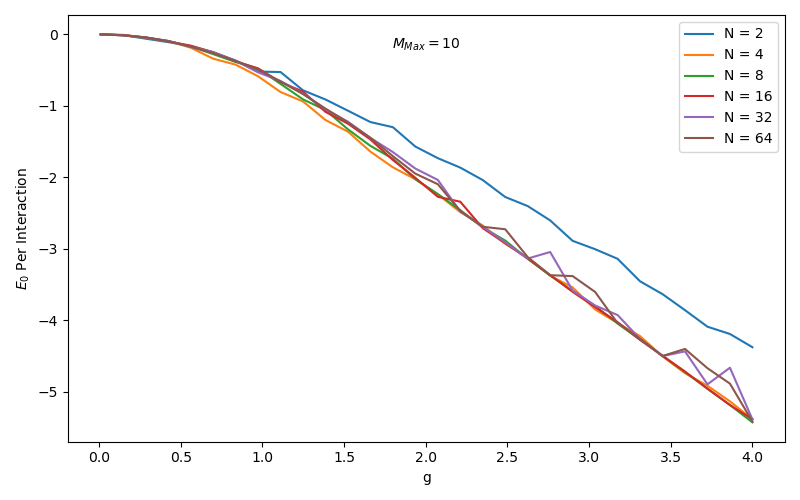 M_Max = 10
N = 2
N = 4
N = 8
N = 16
N = 32
N = 64
E_0 Per Interaction
0
−1
−2
−3
−4
−5
0.0 0.5 1.0 1.5 2.0 2.5 3.0 3.5 4.0
g